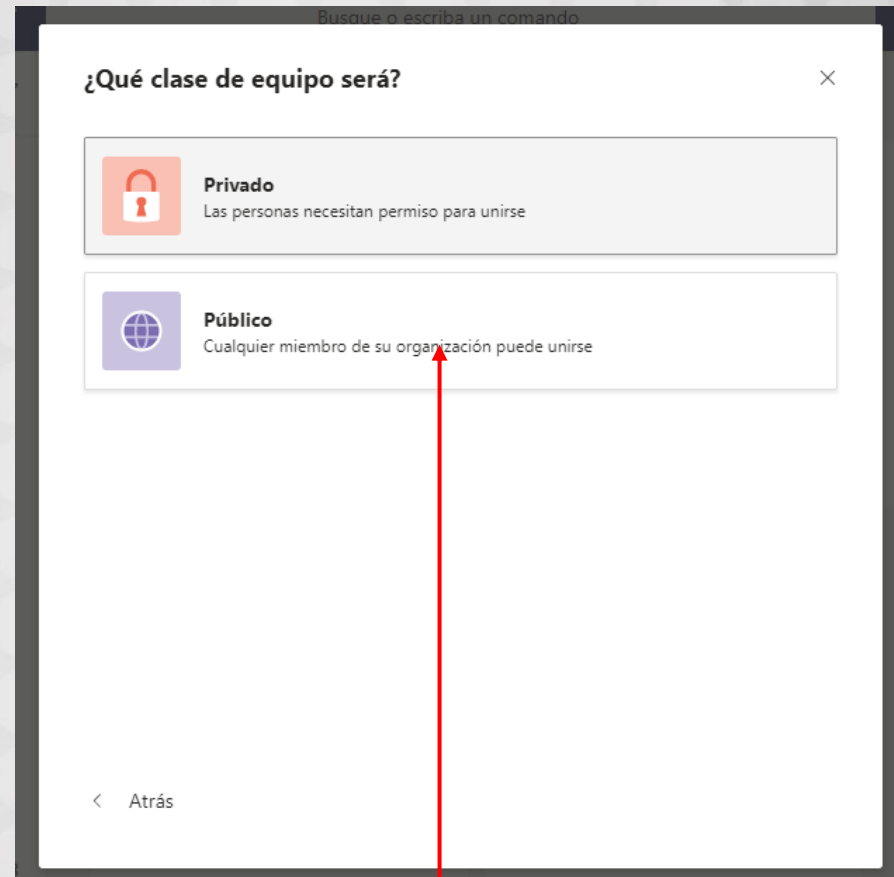 Busque o escriba un comando
¿Qué clase de equipo será?
Privado
Las personas necesitan permiso para unirse
Público
Cualquier miembro de su organización puede unirse
Atrás